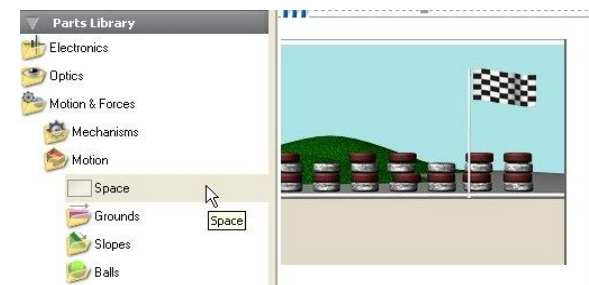 Parts Library
Electronics
Optics
Motion & Forces
Mechanisms
Motion
Space
Space
Grounds
Slopes
Balls